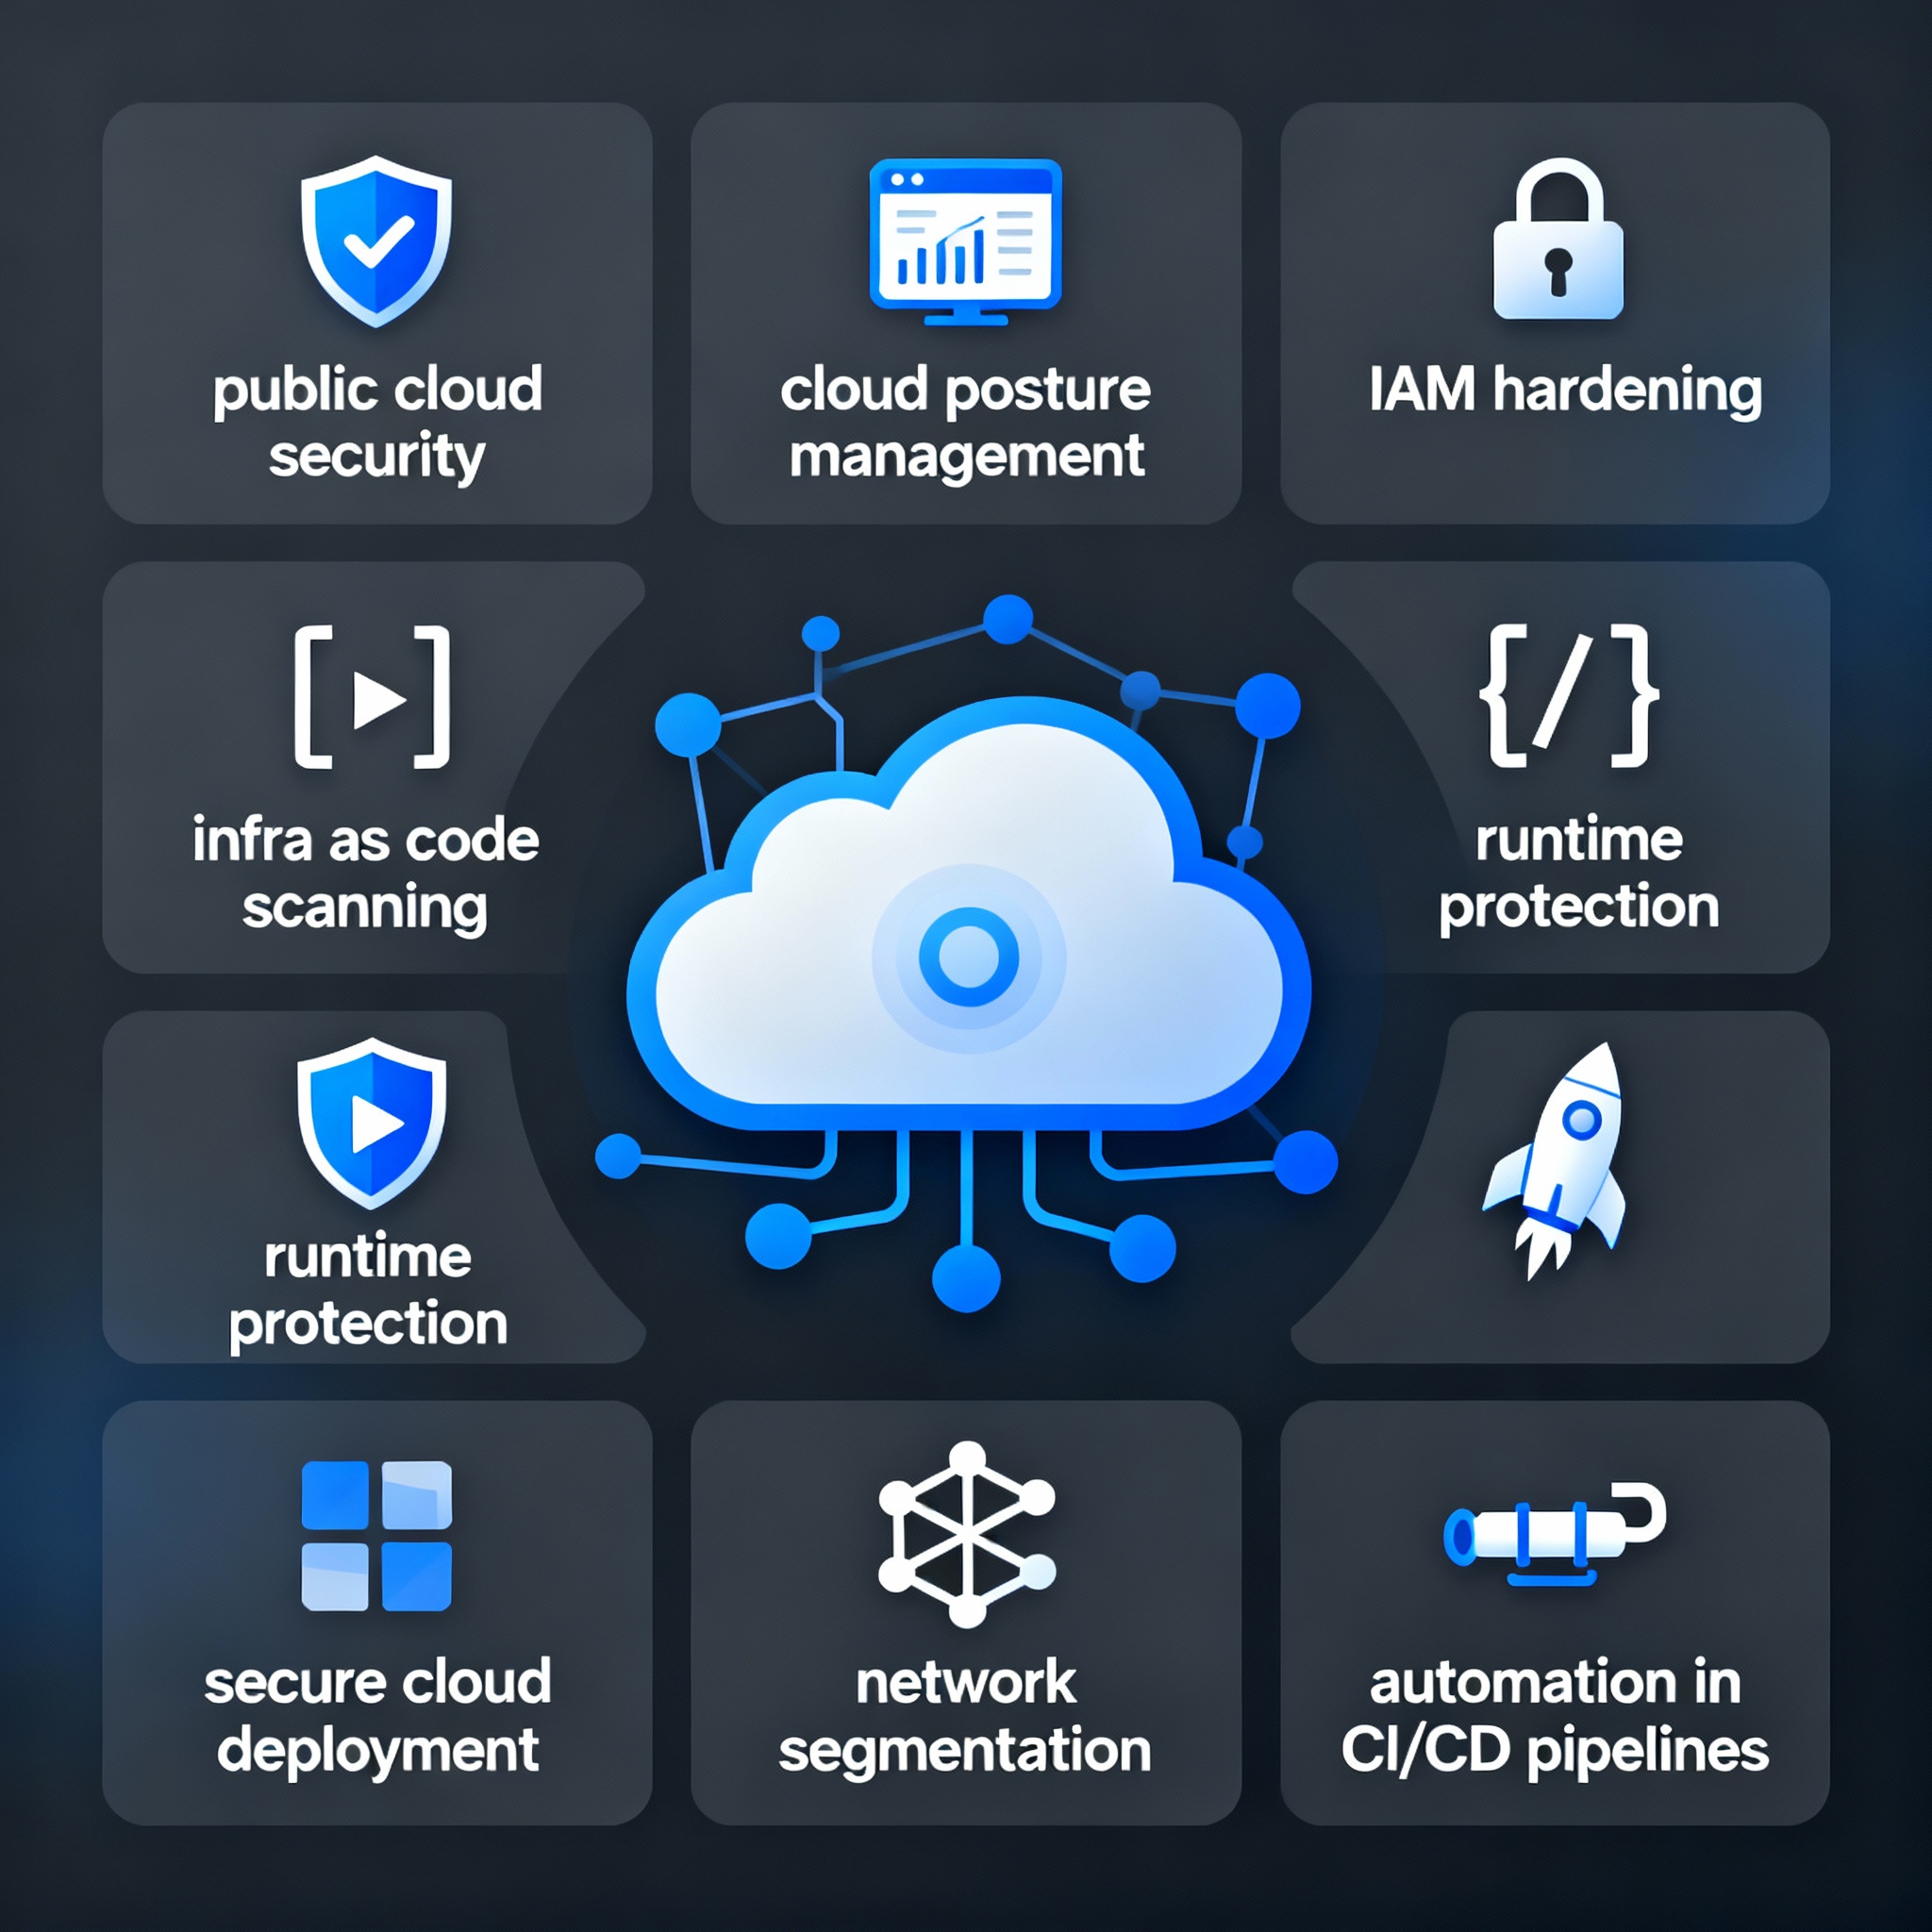 public cloud
security
cloud posture
management
IAM hardening
infra as code
scanning
runtime
protection
runtime
protection
secure cloud
deployment
network
segmentation
automation in
CI/CD pipelines